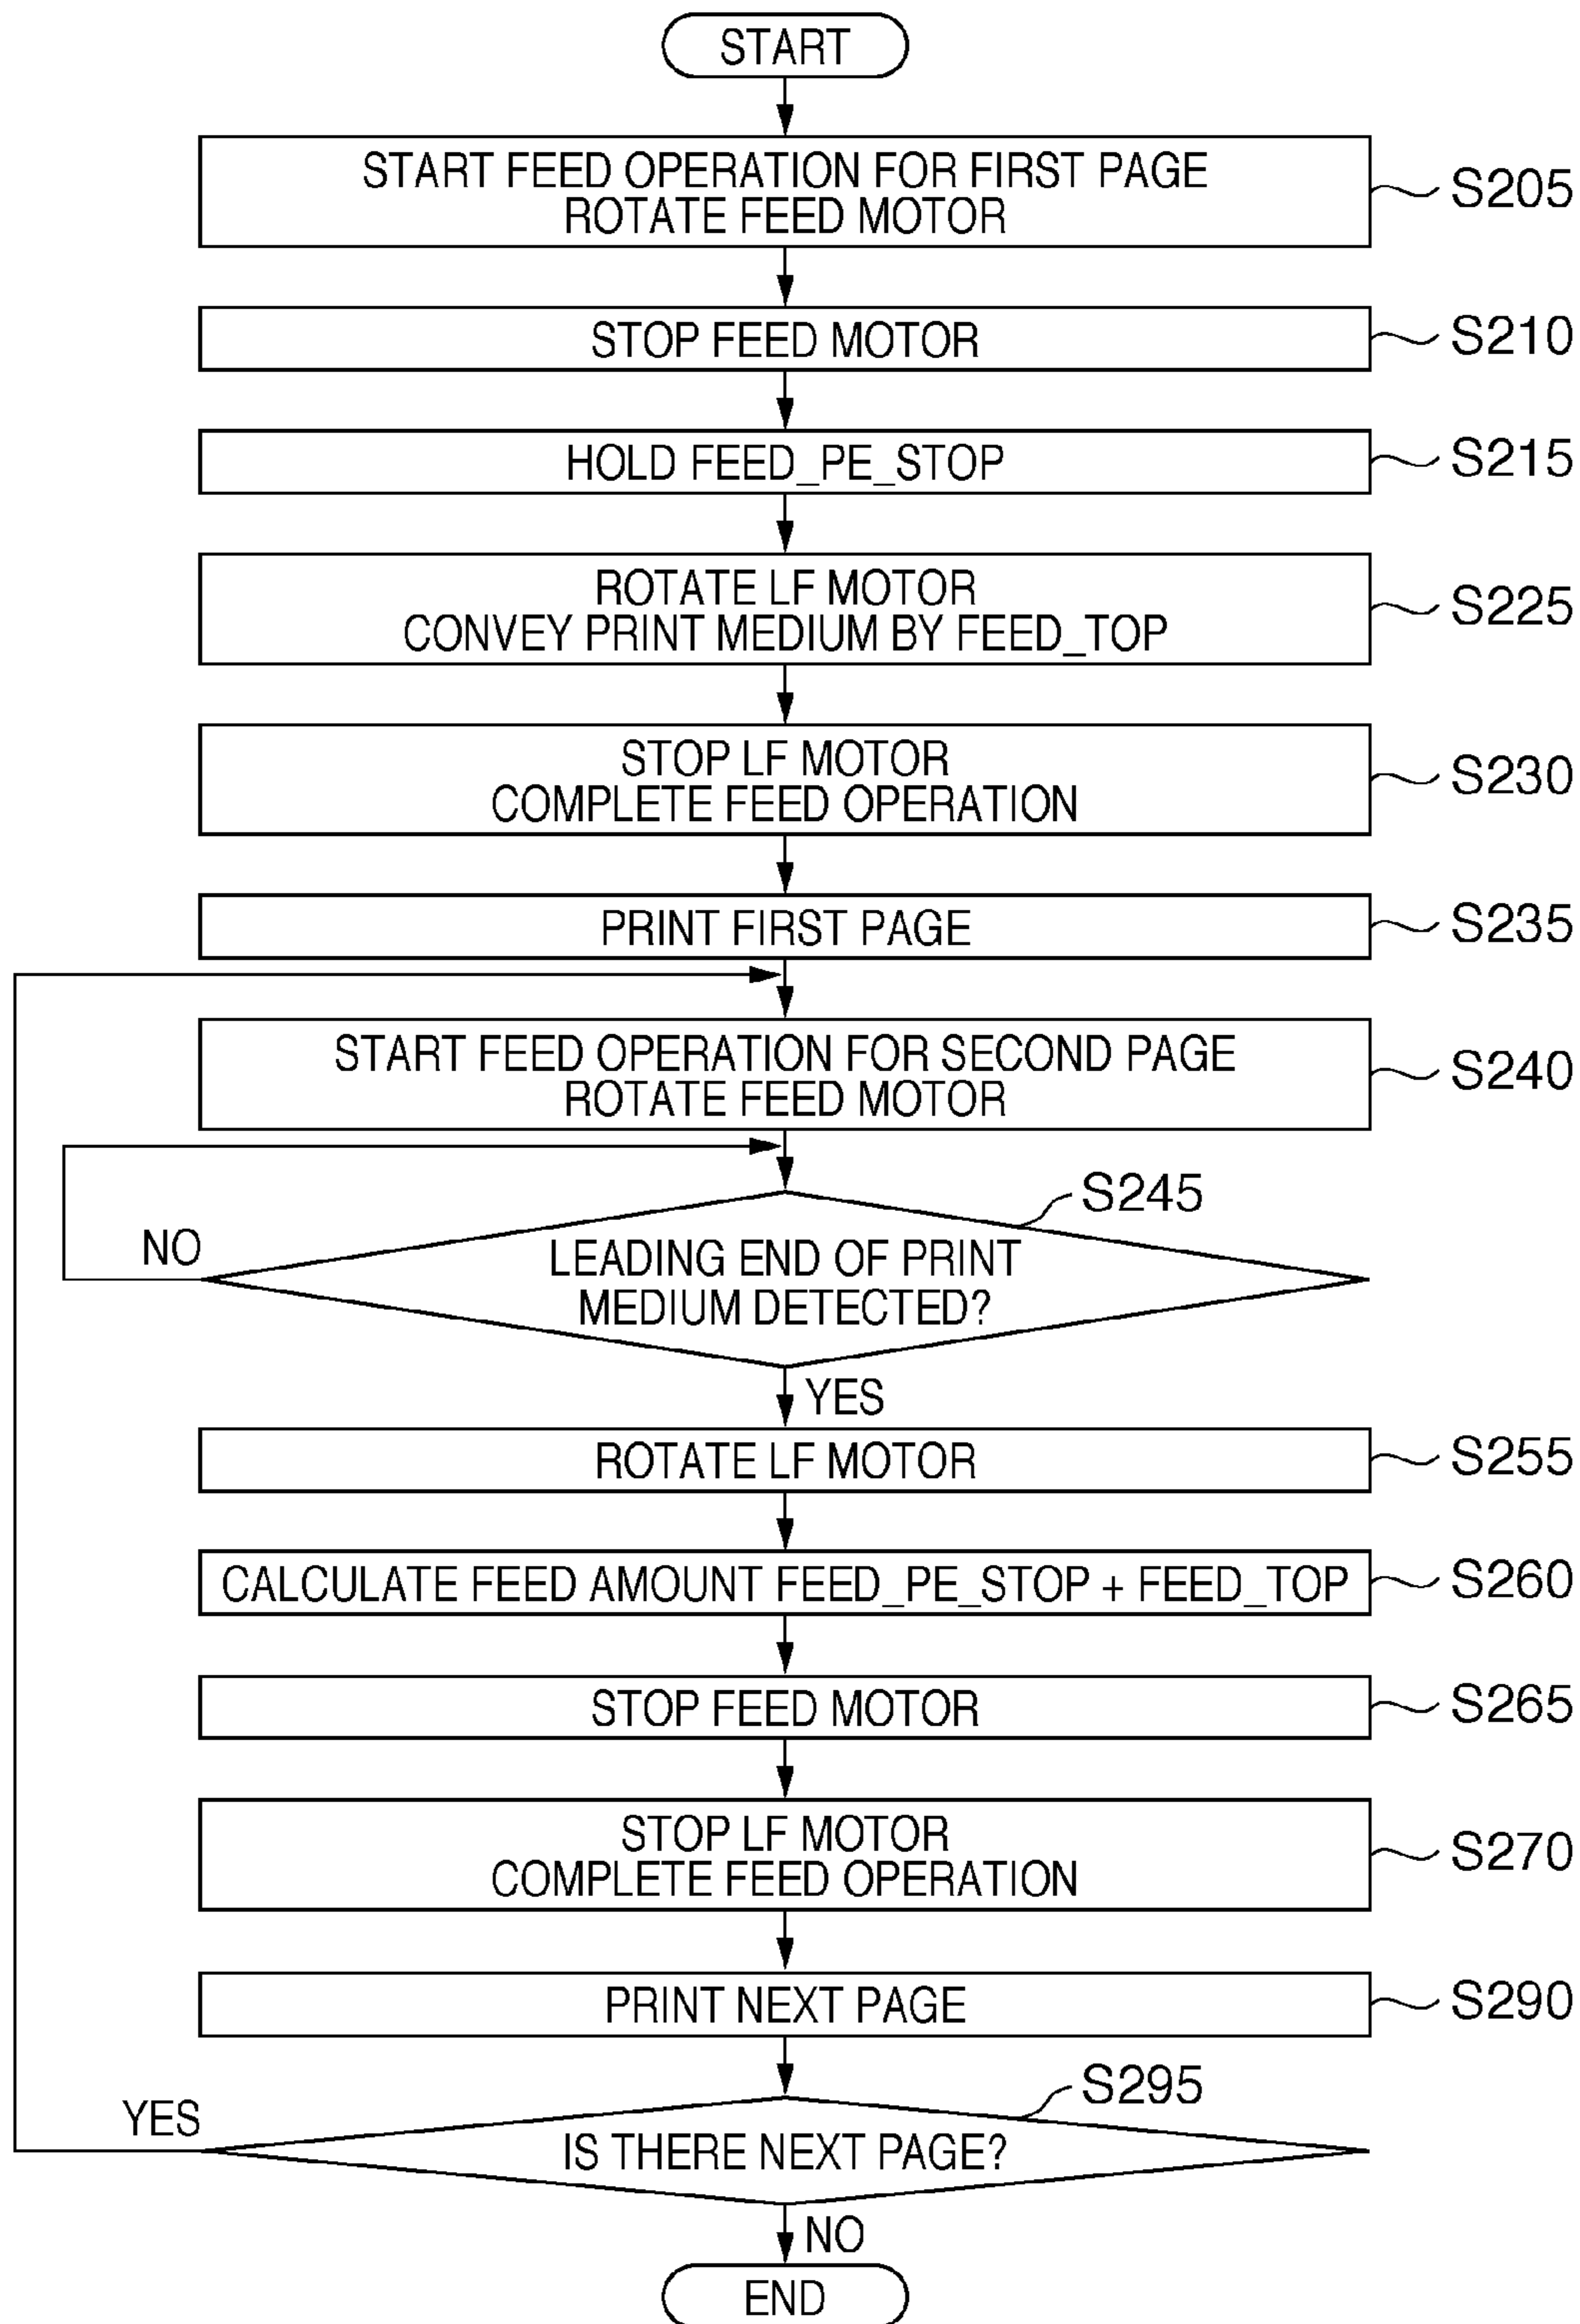 START
START FEED OPERATION FOR FIRST PAGE
ROTATE FEED MOTOR
S205
STOP FEED MOTOR
S210
HOLD FEED_PE_STOP
S215
ROTATE LF MOTOR
CONVEY PRINT MEDIUM BY FEED_TOP
S225
STOP LF MOTOR
COMPLETE FEED OPERATION
S230
PRINT FIRST PAGE
S235
START FEED OPERATION FOR SECOND PAGE
ROTATE FEED MOTOR
S240
S245
NO
LEADING END OF PRINT
MEDIUM DETECTED?
YES
ROTATE LF MOTOR
S255
CALCULATE FEED AMOUNT FEED_PE_STOP + FEED_TOP
S260
STOP FEED MOTOR
S265
STOP LF MOTOR
COMPLETE FEED OPERATION
S270
PRINT NEXT PAGE
S290
S295
YES
IS THERE NEXT PAGE?
NO
END